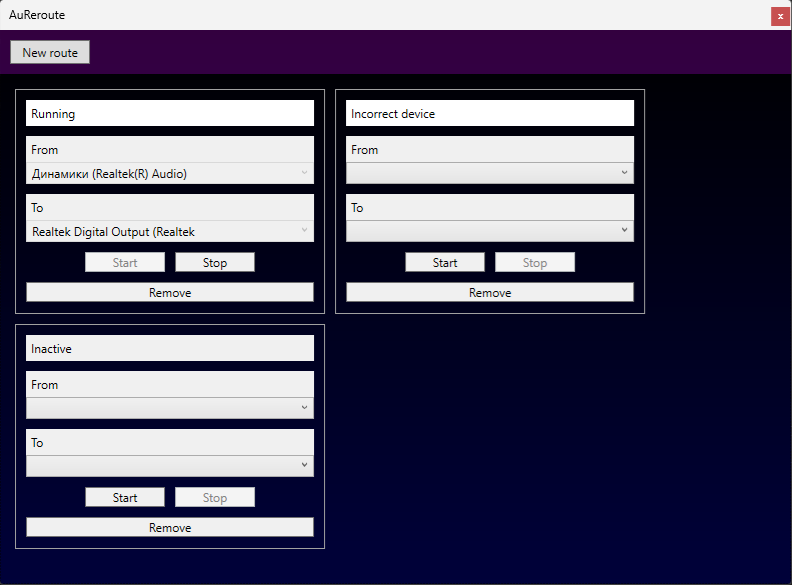 AuReroute
x
New route
Running
From
Динамики (Realtek(R) Audio)
To
Realtek Digital Output (Realtek
Start Stop
Remove
Incorrect device
From
To
Start Stop
Remove
Inactive
From
To
Start Stop
Remove